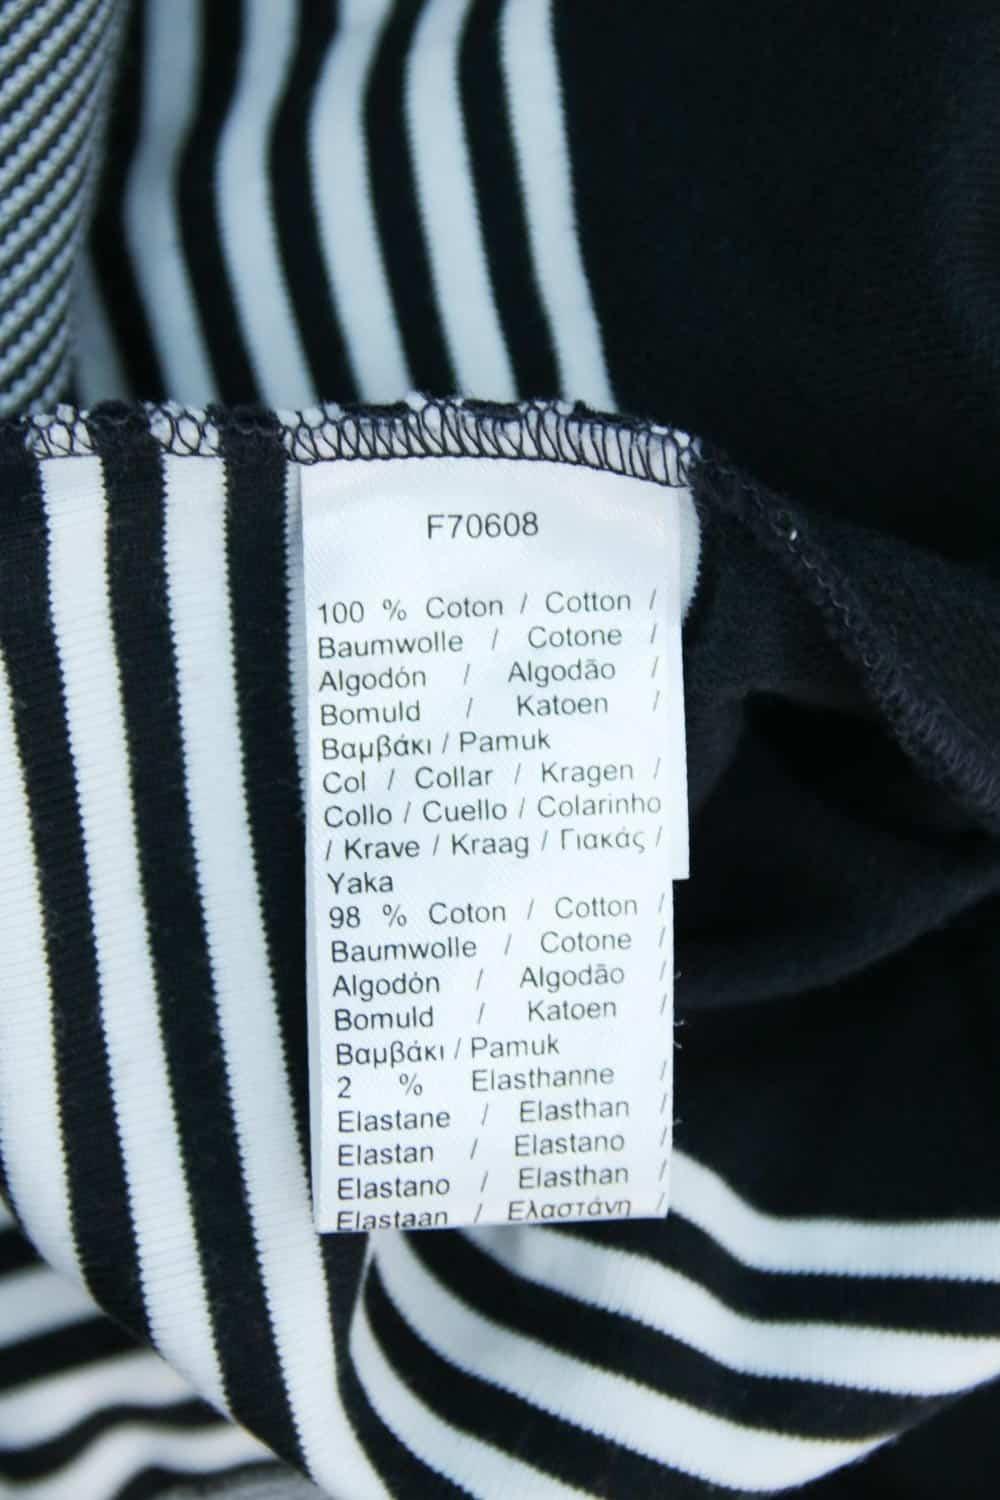 F70608
100 % Coton / Cotton /
Baumwolle / Cotone /
Algodón / Algodão /
Bomuld / Katoen /
Βαμβάκι / Pamuk
Col / Collar / Kragen /
Collo / Cuello / Colarinho
/ Krave / Kraag / Γιακάς /
Yaka
98 % Coton / Cotton /
Baumwolle / Cotone /
Algodón / Algodão /
Bomuld / Katoen /
Βαμβάκι / Pamuk
2 % Elasthanne /
Elastane / Elasthan /
Elastan / Elastano /
Elastano / Elasthan /
Elastaan / Ελαστάνη /